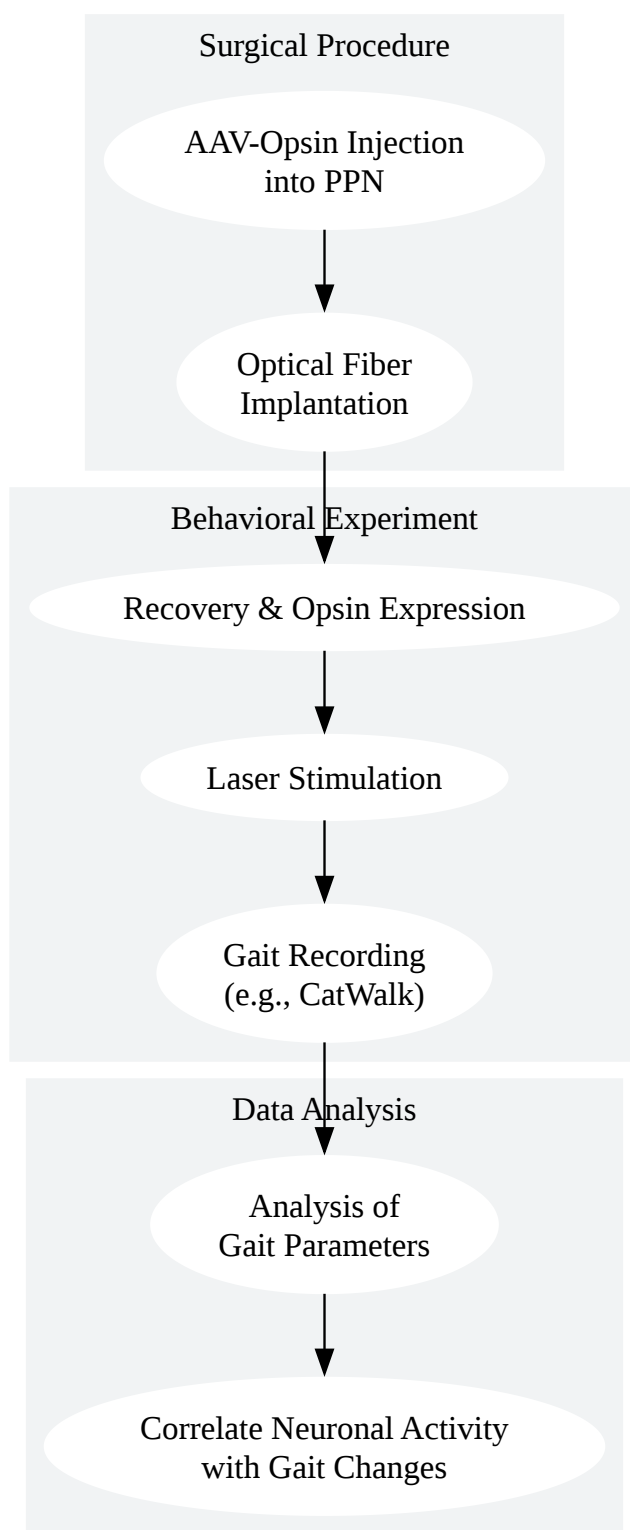 Surgical Procedure
AAV-Opsin Injection
into PPN
Optical Fiber
Implantation
Behavioral Experiment
Recovery & Opsin Expression
Laser Stimulation
Gait Recording
(e.g., CatWalk)
Data Analysis
Analysis of
Gait Parameters
Correlate Neuronal Activity
with Gait Changes